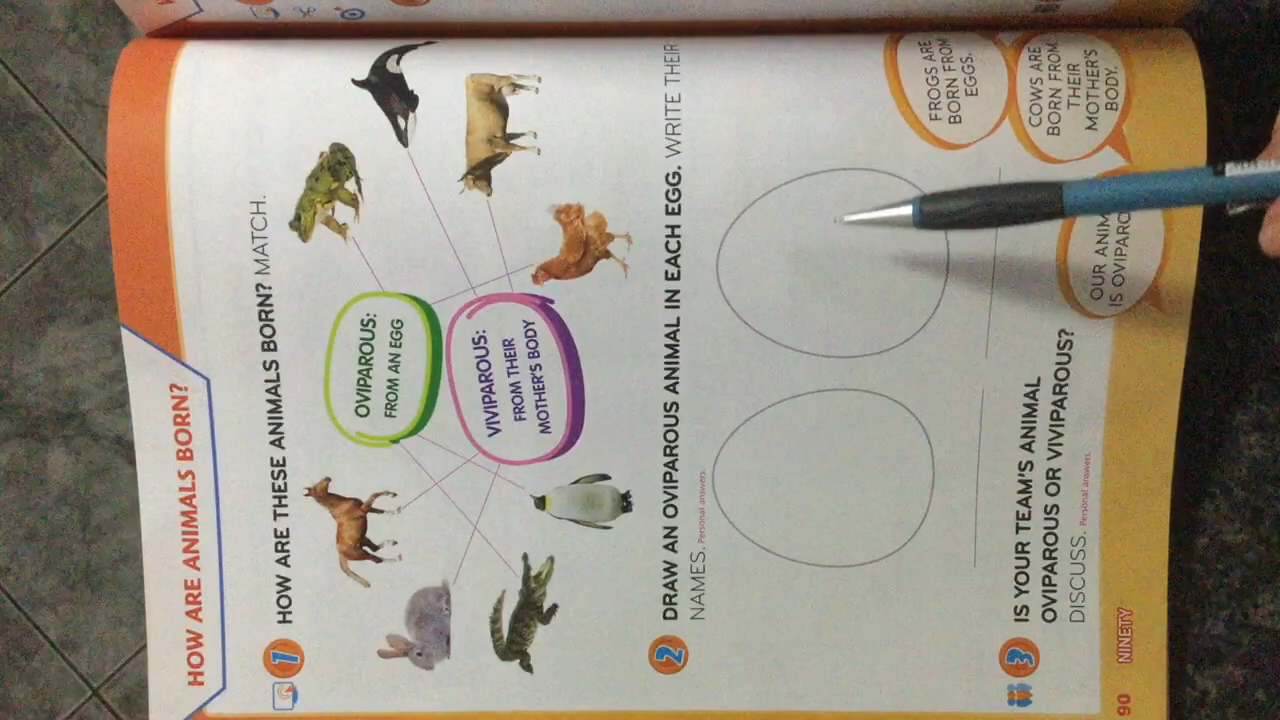 HOW ARE ANIMALS BORN?
1 HOW ARE THESE ANIMALS BORN? MATCH.
OVIPAROUS:
FROM AN EGG
VIVIPAROUS:
FROM THEIR
MOTHER'S BODY
2 DRAW AN OVIPAROUS ANIMAL IN EACH EGG. WRITE THEIR
NAMES. Personal answers.
3 IS YOUR TEAM'S ANIMAL
OVIPAROUS OR VIVIPAROUS?
DISCUSS. Personal answers.
FROGS ARE
BORN FROM
EGGS.
COWS ARE
BORN FROM
THEIR
MOTHER'S
BODY.
OUR
IS
90 NINETY